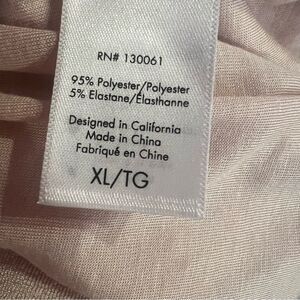 RN# 130061
95% Polyester/Polyester
5% Elastane/Élasthanne
Designed in California
Made in China
Fabriqué en Chine
XL/TG